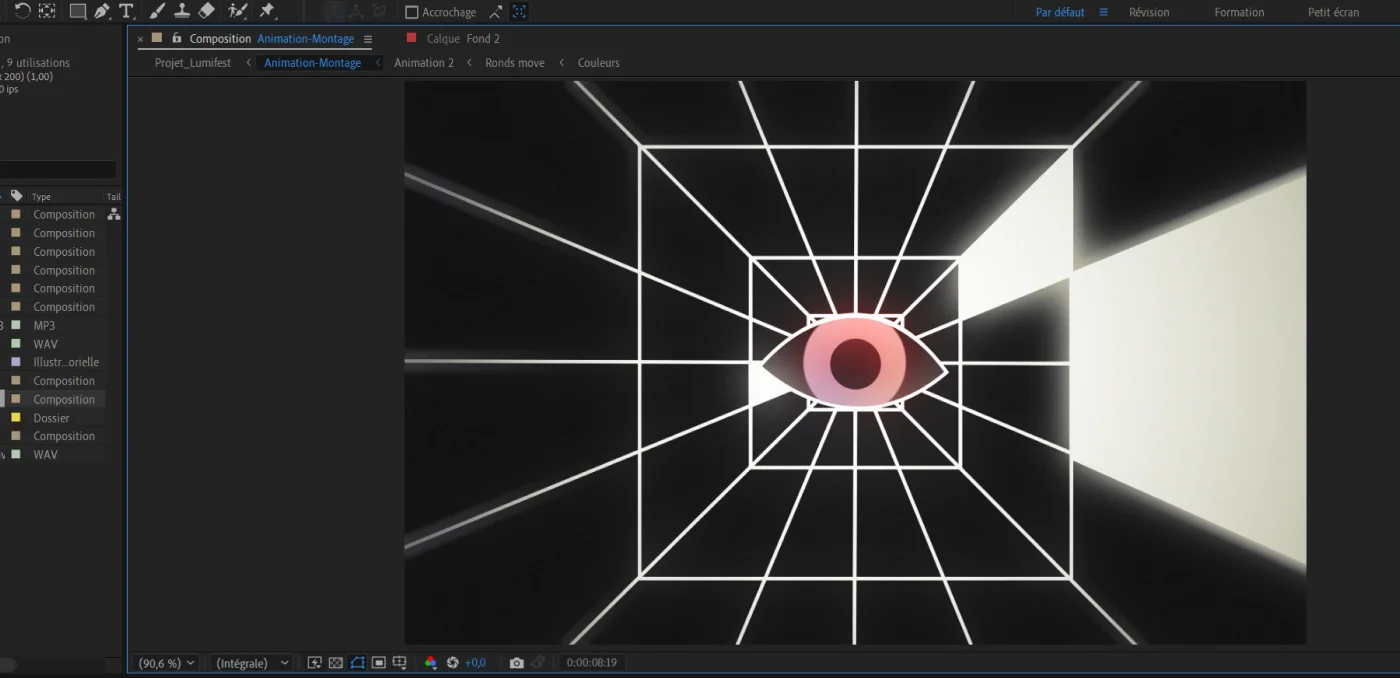 Accrochage
Par défaut
Révision
Formation
Petit écran
Composition Animation-Montage
Calque Fond 2
Projet_Lumifest < Animation-Montage < Animation 2 < Ronds move < Couleurs
, 9 utilisations
200) (1,00)
0 ips
Type
Tail
Composition
Composition
Composition
Composition
Composition
Composition
MP3
WAV
Illustr...orielle
Composition
Composition
Dossier
Composition
WAV
(90,6 %)
(Intégrale)
+0,0
0:00:08:19